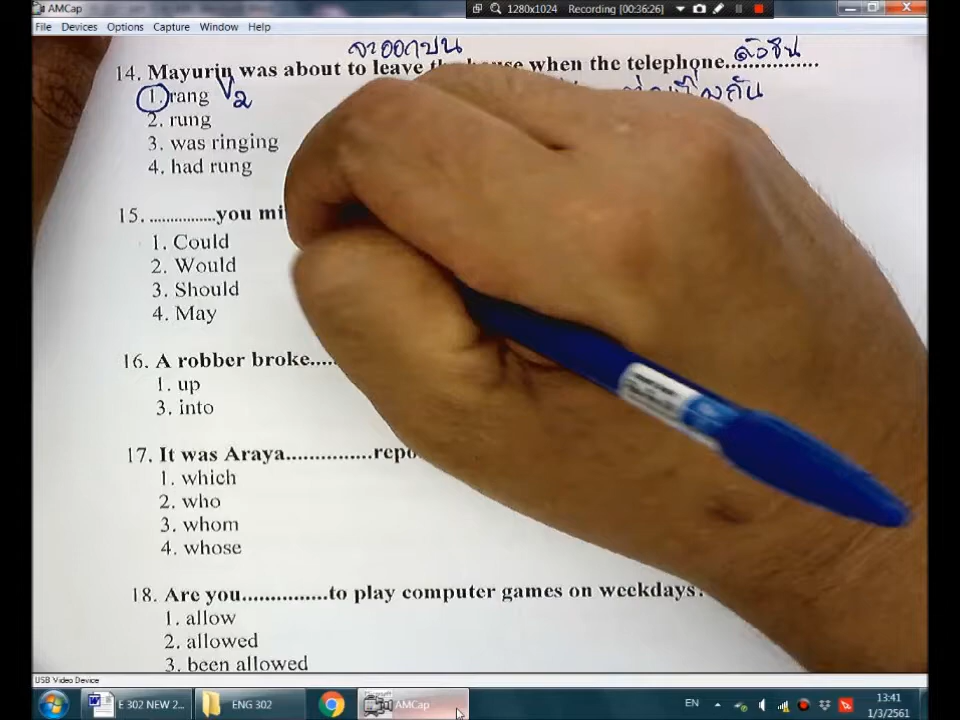 AMCap
1280x1024 Recording [00:36:26]
File Devices Options Capture Window Help
จะออกบน
ดังขึ้น
14. Mayurin was about to leave the house when the telephone................
1. rang V2
2. rung
3. was ringing
4. had rung
15. ................you mi
1. Could
2. Would
3. Should
4. May
16. A robber broke....
1. up
3. into
17. It was Araya...............repo
1. which
2. who
3. whom
4. whose
18. Are you...............to play computer games on weekdays?
1. allow
2. allowed
3. been allowed
USB Video Device
E 302 NEW 2... ENG 302 AMCap EN 13:41
1/3/2561